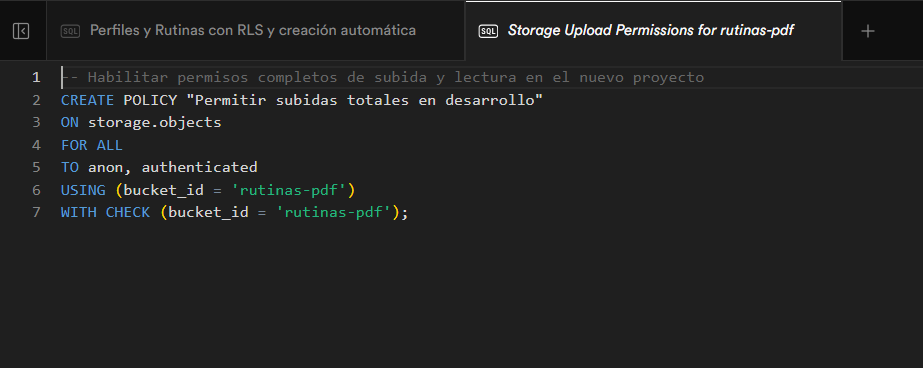 SQL Perfiles y Rutinas con RLS y creación automática
SQL Storage Upload Permissions for rutinas-pdf
1 -- Habilitar permisos completos de subida y lectura en el nuevo proyecto
2 CREATE POLICY "Permitir subidas totales en desarrollo"
3 ON storage.objects
4 FOR ALL
5 TO anon, authenticated
6 USING (bucket_id = 'rutinas-pdf')
7 WITH CHECK (bucket_id = 'rutinas-pdf');